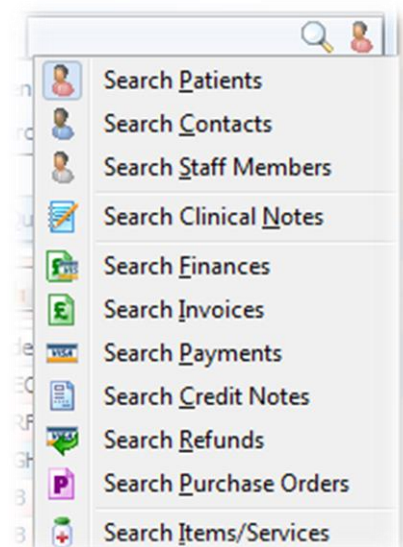 Search Patients
Search Contacts
Search Staff Members
Search Clinical Notes
Search Finances
Search Invoices
VISA
Search Payments
Search Credit Notes
Search Refunds
P
Search Purchase Orders
Search Items/Services